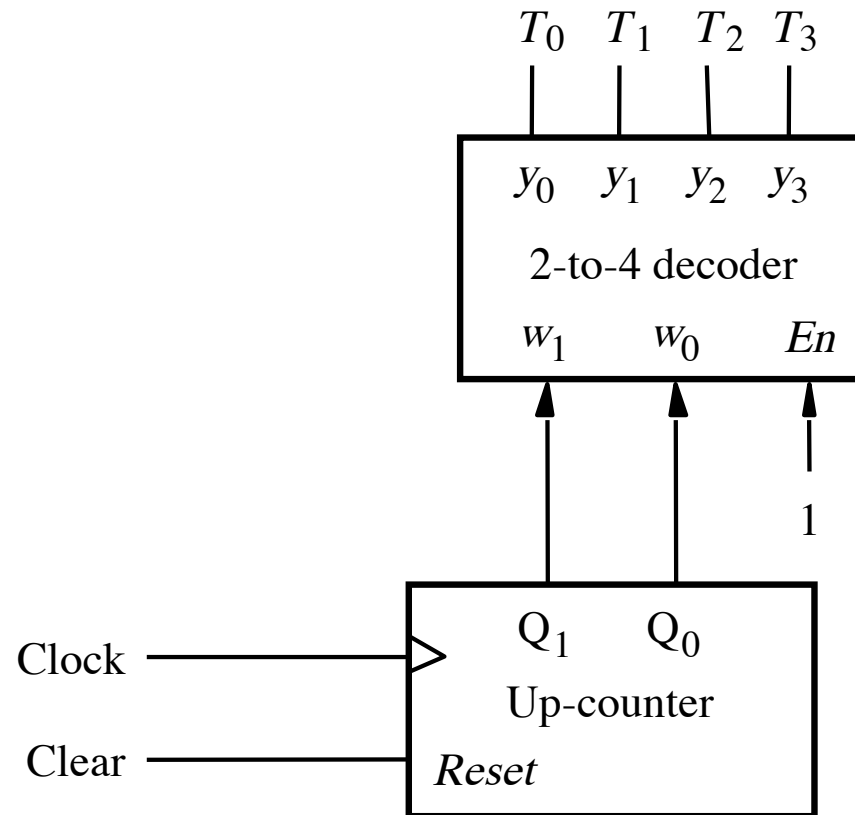 T0 T1 T2 T3
y0 y1 y2 y3
2-to-4 decoder
w1 w0 En
1
Q1 Q0
Clock
Up-counter
Clear
Reset